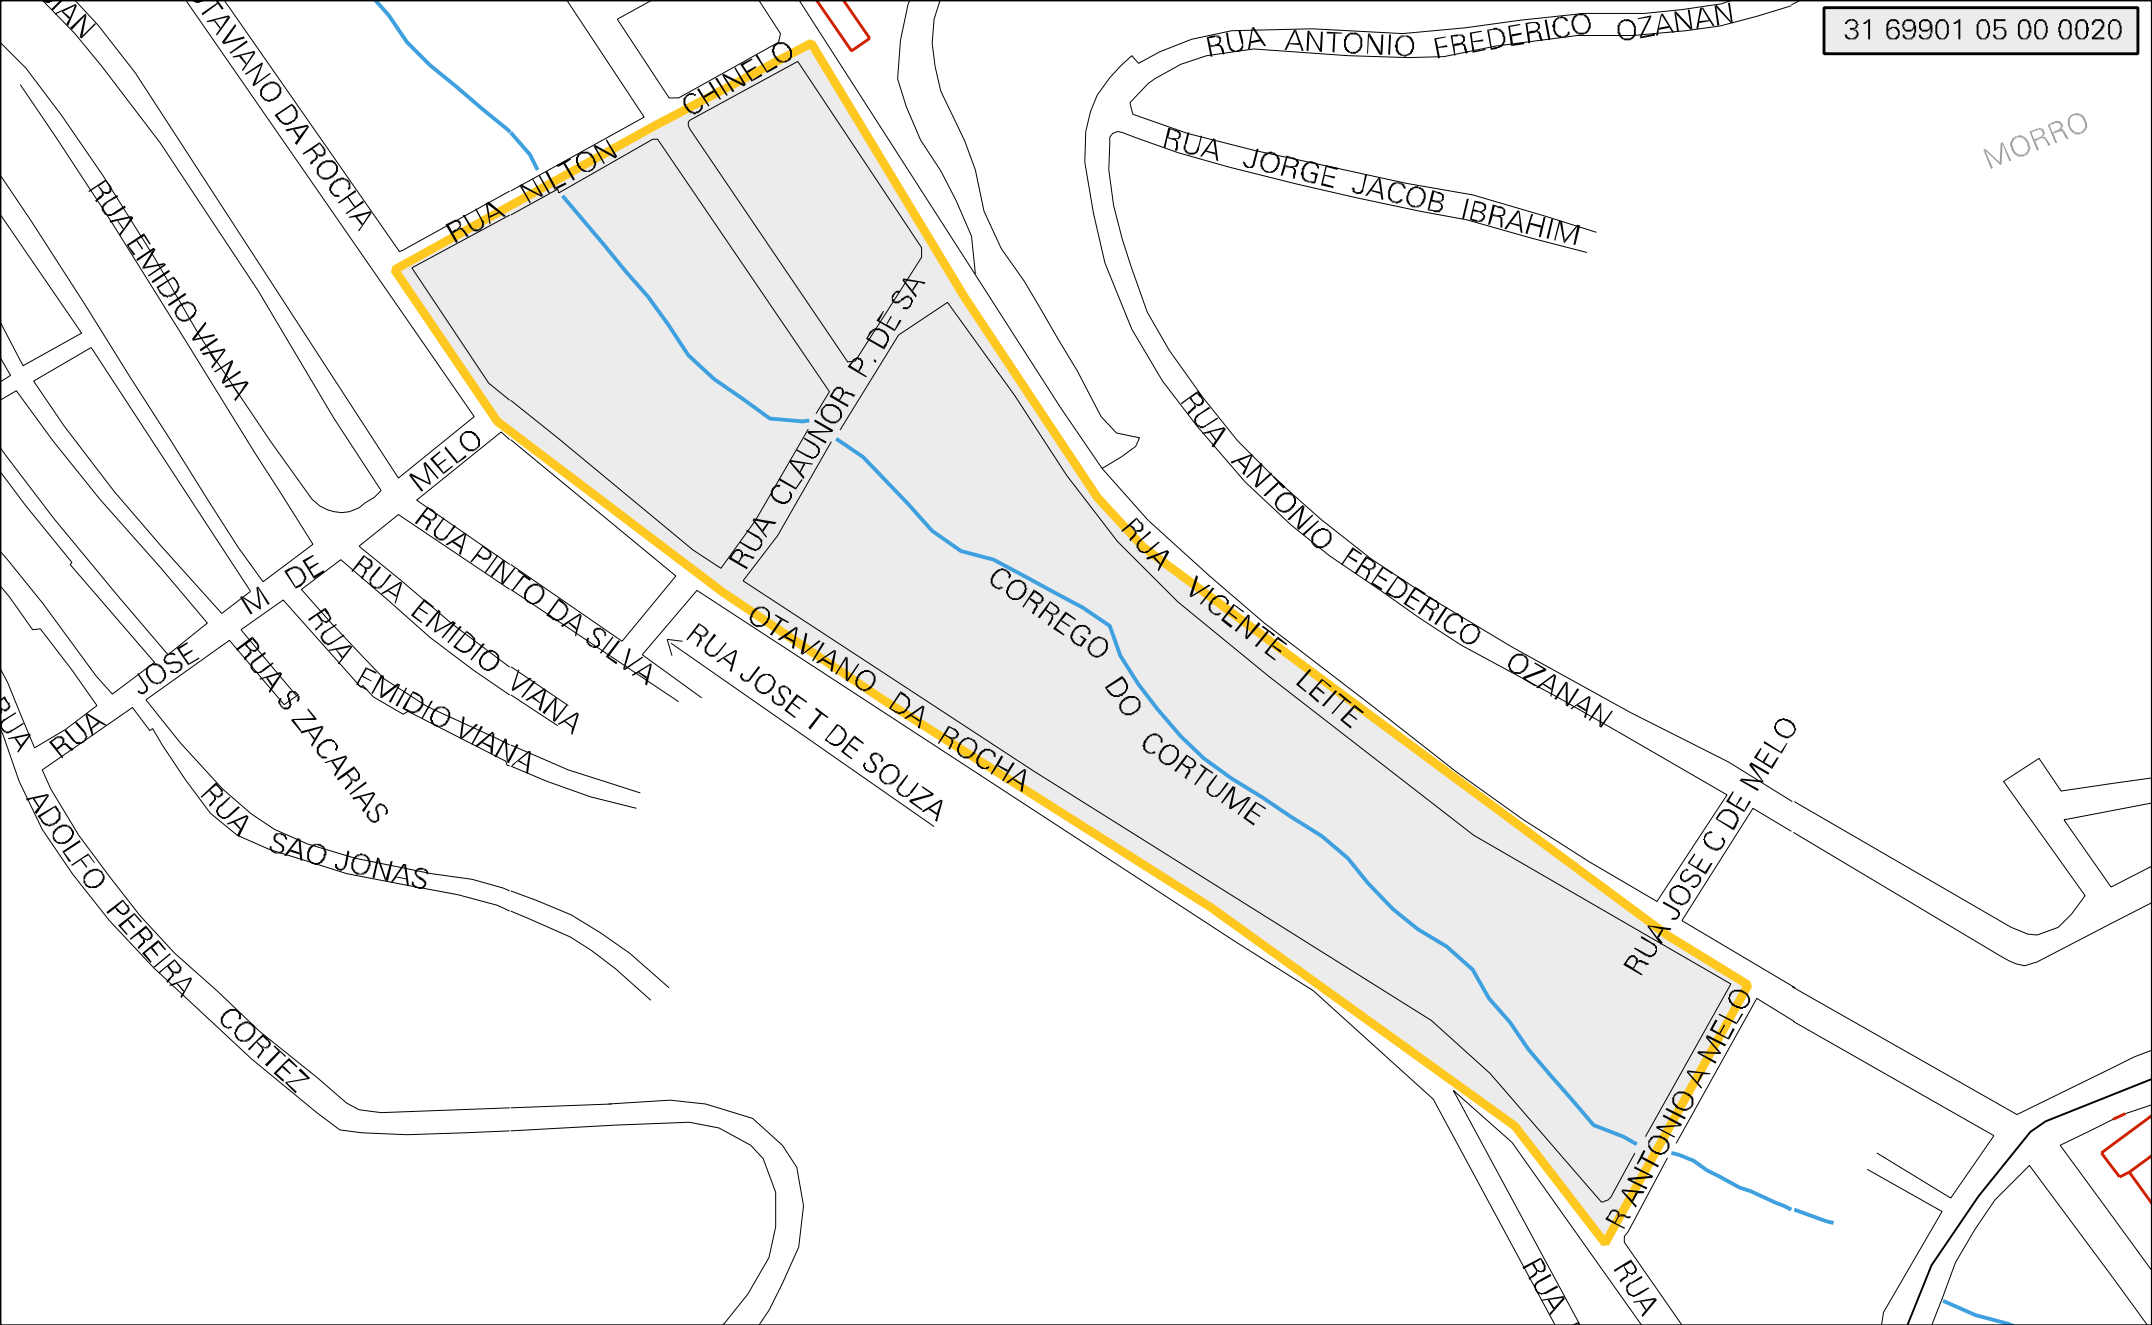 31 69901 05 00 0020
RUA ANTONIO FREDERICO OZANAN
MORRO
RUA JORGE JACOB IBRAHIM
OTAVIANO DA ROCHA
RUA NILTON CHINELO
RUA EMIDIO VIANA
RUA CLAUNOR P. DE SA
RUA ANTONIO FREDERICO OZANAN
RUA JOSE M DE MELO
RUA PINTO DA SILVA
RUA EMIDIO VIANA
RUA EMIDIO VIANA
RUA VICENTE LEITE
CORREGO DO CORTUME
OTAVIANO DA ROCHA
RUA JOSE T DE SOUZA
RUA S ZACARIAS
RUA SAO JONAS
RUA
ADOLFO PEREIRA CORTEZ
RUA JOSE C DE MELO
R ANTONIO A MELO
RUA
RUA